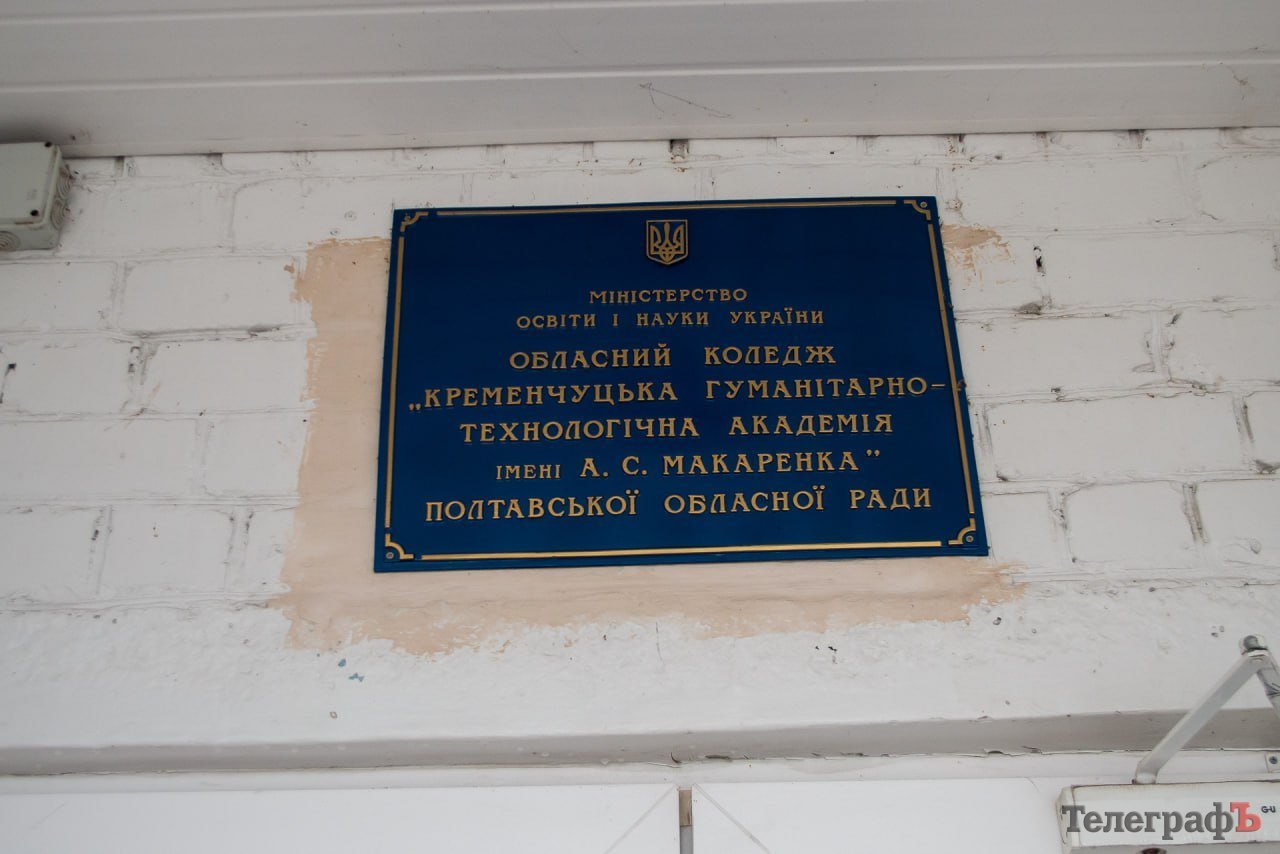 МІНІСТЕРСТВО
ОСВІТИ І НАУКИ УКРАЇНИ
ОБЛАСНИЙ КОЛЕДЖ
„КРЕМЕНЧУЦЬКА ГУМАНІТАРНО–
ТЕХНОЛОГІЧНА АКАДЕМІЯ
ІМЕНІ А. С. МАКАРЕНКА”
ПОЛТАВСЬКОЇ ОБЛАСНОЇ РАДИ
G-U
ТелеграфЪ